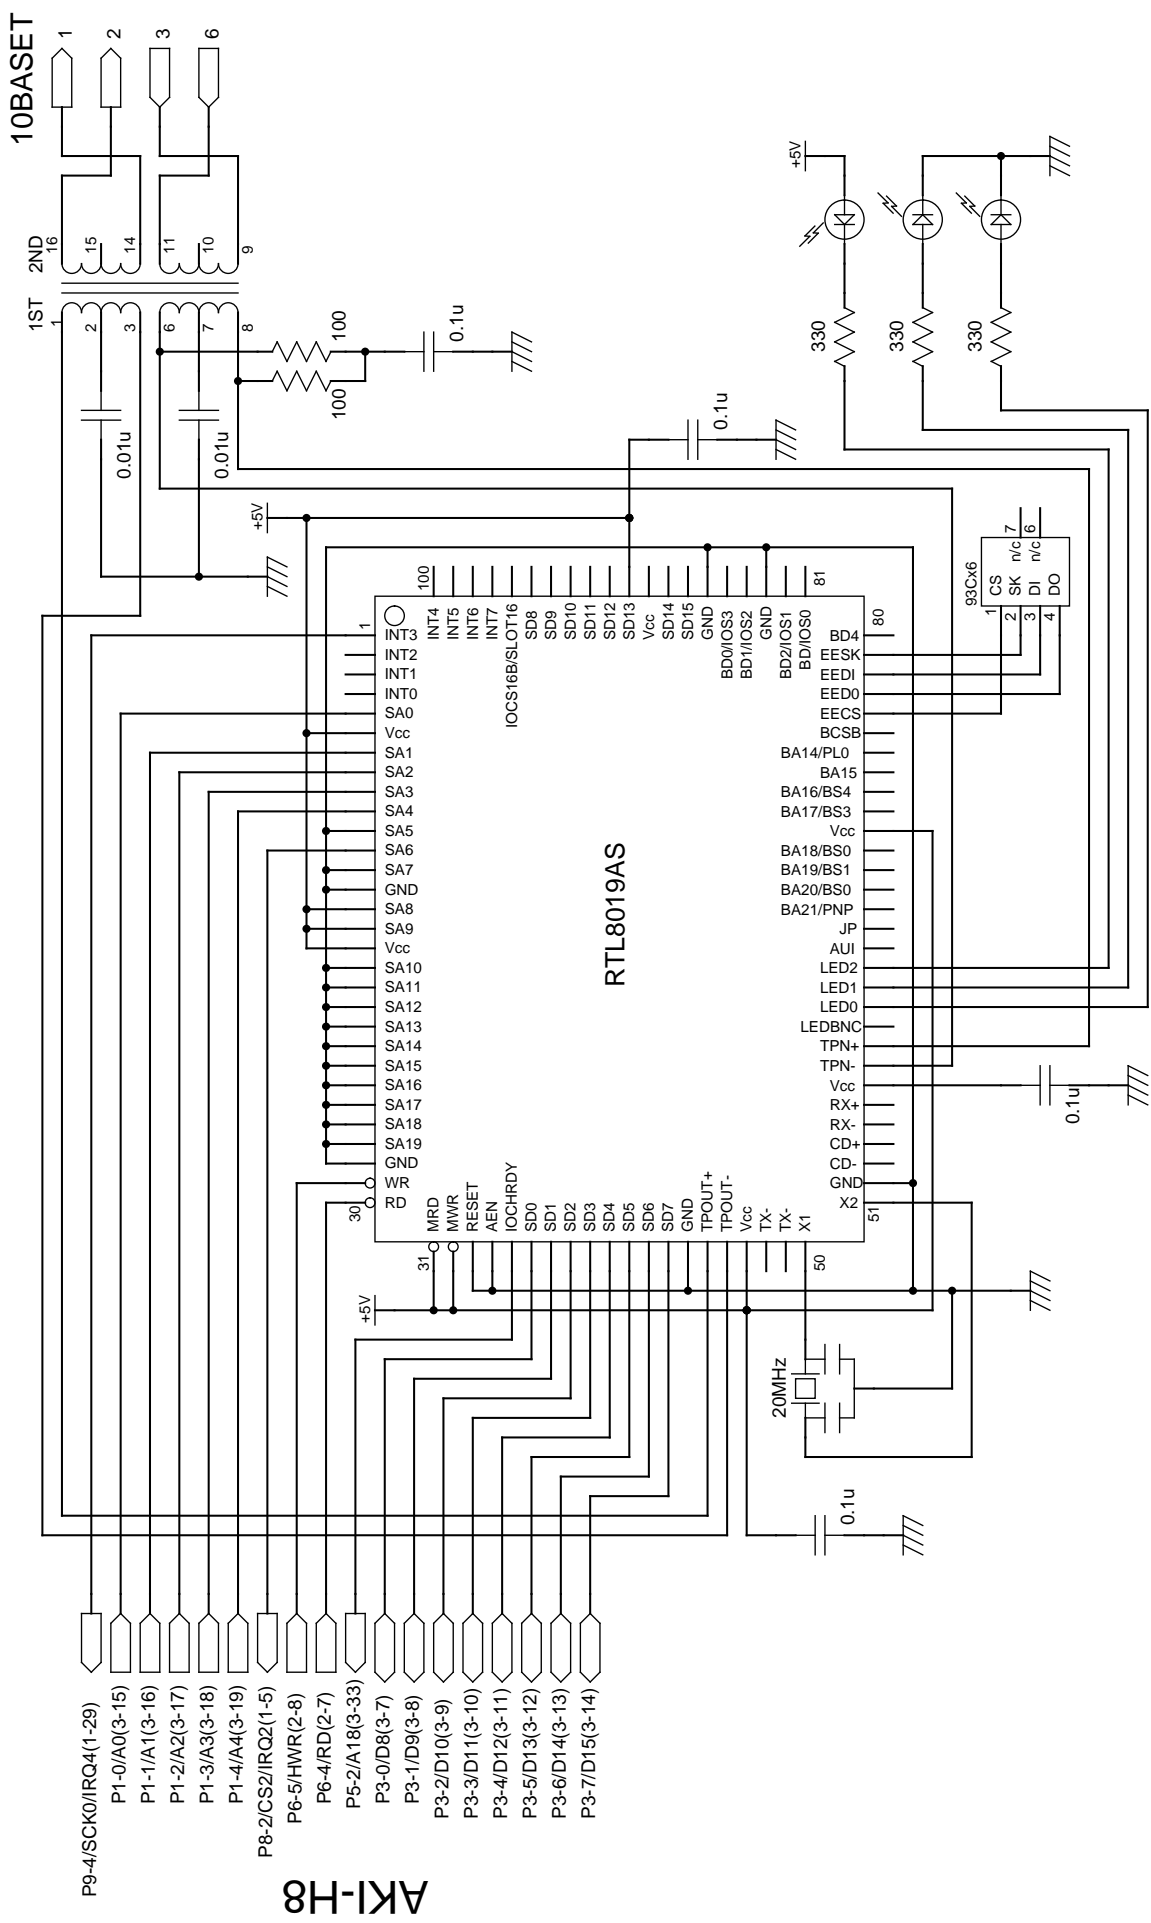 10BASET
1
2
3
6
1ST
2ND
1
2
3
6
7
8
16
15
14
11
10
9
0.01u
0.01u
100
100
0.1u
+5V
0.1u
+5V
330
330
330
93Cx6
1 CS
2 SK n/c 7
3 DI n/c 6
4 DO
RTL8019AS
1
INT3
INT2
INT1
INT0
SA0
Vcc
SA1
SA2
SA3
SA4
SA5
SA6
SA7
GND
SA8
SA9
Vcc
SA10
SA11
SA12
SA13
SA14
SA15
SA16
SA17
SA18
SA19
GND
WR
RD
30
31
MRD
MWR
RESET
AEN
IOCHRDY
SD0
SD1
SD2
SD3
SD4
SD5
SD6
SD7
GND
TPOUT+
TPOUT-
Vcc
TX-
TX-
X1
50
100
INT4
INT5
INT6
INT7
IOCS16B/SLOT16
SD8
SD9
SD10
SD11
SD12
SD13
Vcc
SD14
SD15
GND
BD0/IOS3
BD1/IOS2
GND
BD2/IOS1
BD/IOS0
81
80
BD4
EESK
EEDI
EED0
EECS
BCSB
BA14/PL0
BA15
BA16/BS4
BA17/BS3
Vcc
BA18/BS0
BA19/BS1
BA20/BS0
BA21/PNP
JP
AUI
LED2
LED1
LED0
LEDBNC
TPN+
TPN-
Vcc
RX+
RX-
CD+
CD-
GND
X2
51
0.1u
+5V
20MHz
0.1u
P9-4/SCK0/IRQ4(1-29)
P1-0/A0(3-15)
P1-1/A1(3-16)
P1-2/A2(3-17)
P1-3/A3(3-18)
P1-4/A4(3-19)
P8-2/CS2/IRQ2(1-5)
P6-5/HWR(2-8)
P6-4/RD(2-7)
P5-2/A18(3-33)
P3-0/D8(3-7)
P3-1/D9(3-8)
P3-2/D10(3-9)
P3-3/D11(3-10)
P3-4/D12(3-11)
P3-5/D13(3-12)
P3-6/D14(3-13)
P3-7/D15(3-14)
AKI-H8